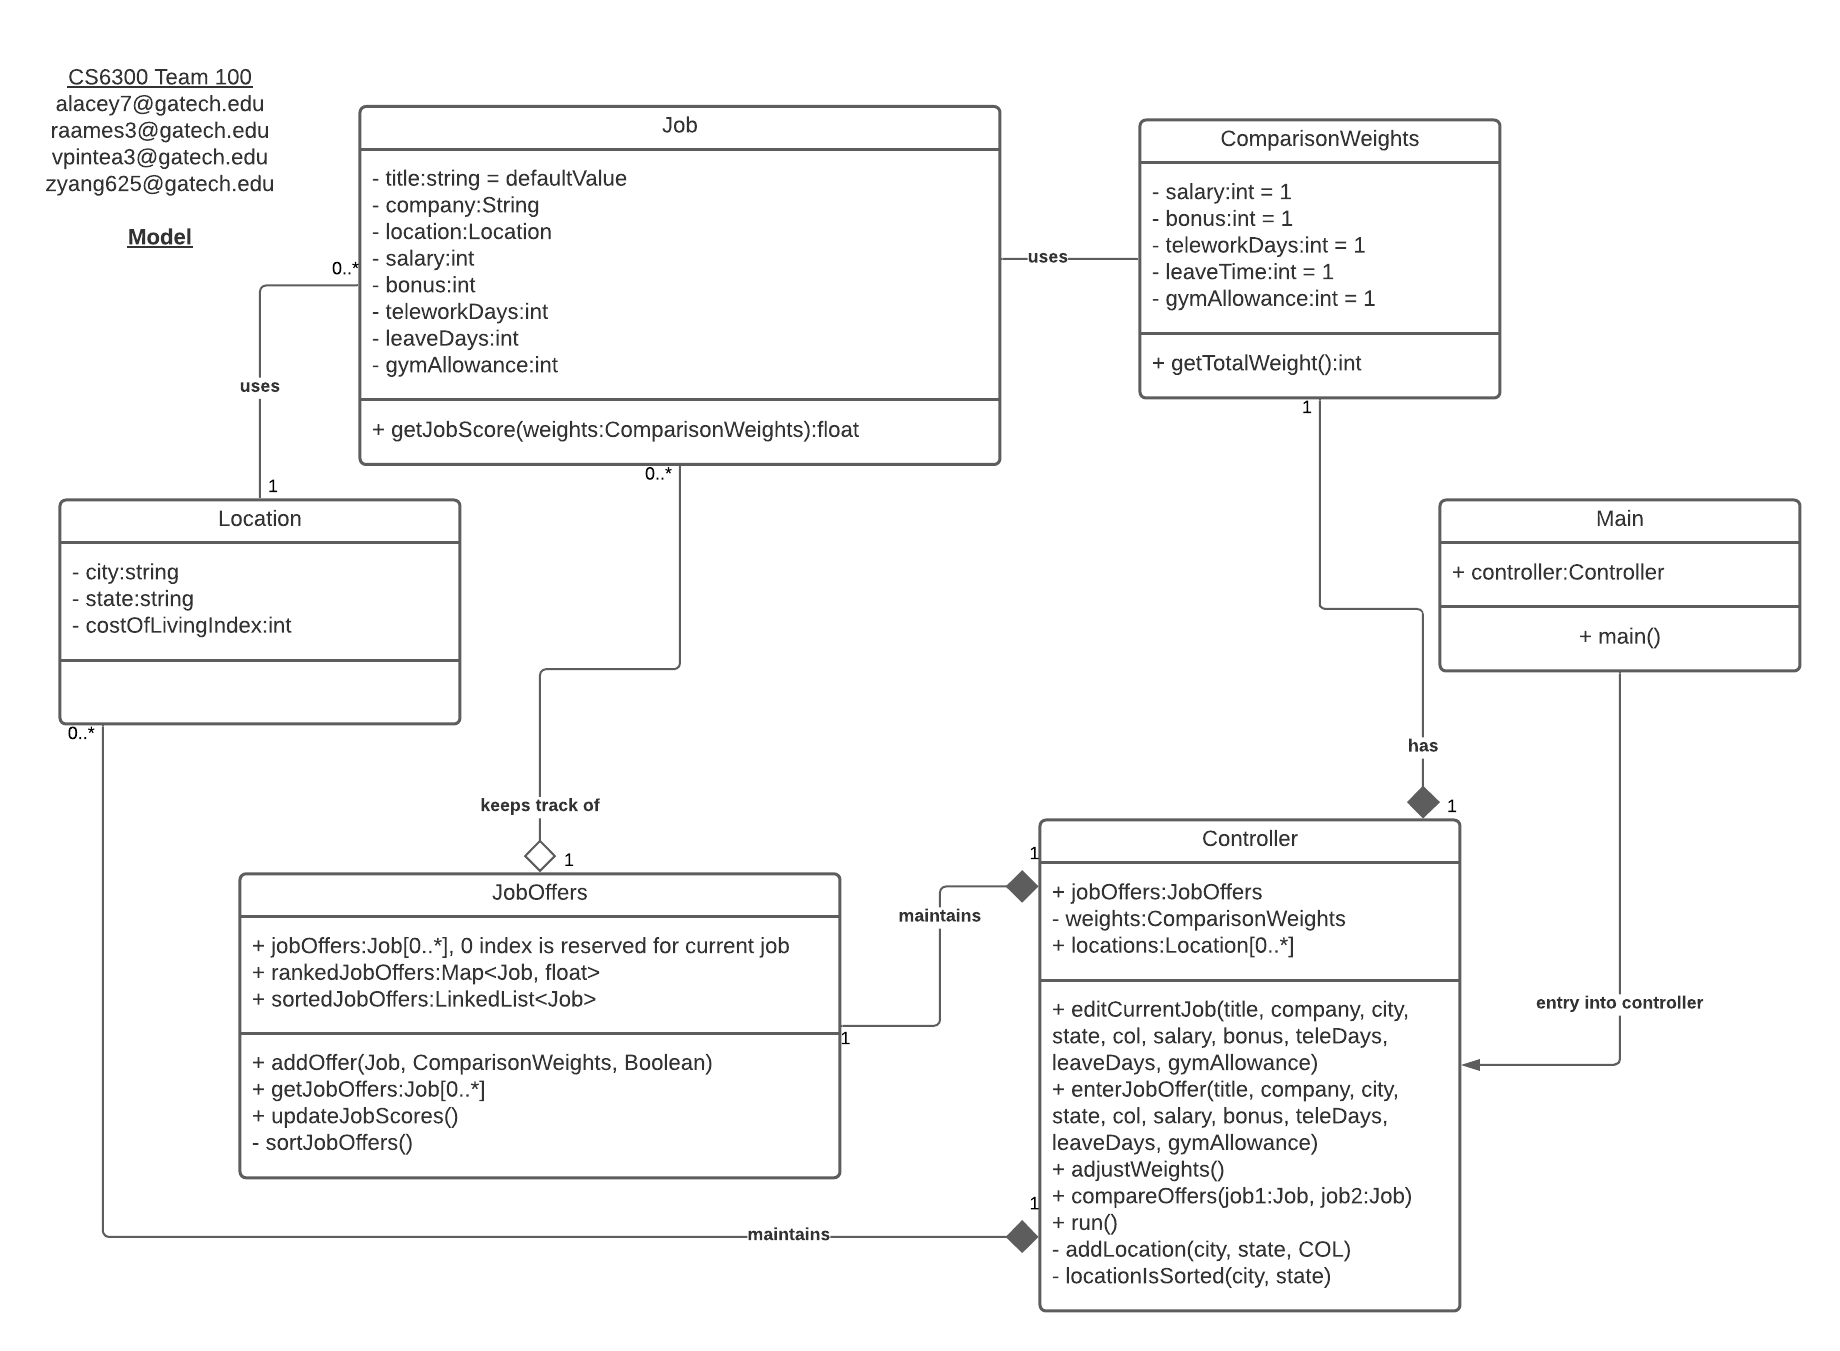 CS6300 Team 100
alacey7@gatech.edu
raames3@gatech.edu
vpintea3@gatech.edu
zyang625@gatech.edu
Model
Job
- title:string = defaultValue
- company:String
- location:Location
- salary:int
- bonus:int
- teleworkDays:int
- leaveDays:int
- gymAllowance:int
+ getJobScore(weights:ComparisonWeights):float
uses
ComparisonWeights
- salary:int = 1
- bonus:int = 1
- teleworkDays:int = 1
- leaveTime:int = 1
- gymAllowance:int = 1
+ getTotalWeight():int
0..*
uses
1
Location
- city:string
- state:string
- costOfLivingIndex:int
0..*
0..*
keeps track of
1
1
has
1
Main
+ controller:Controller
+ main()
entry into controller
JobOffers
+ jobOffers:Job[0..*], 0 index is reserved for current job
+ rankedJobOffers:Map<Job, float>
+ sortedJobOffers:LinkedList<Job>
+ addOffer(Job, ComparisonWeights, Boolean)
+ getJobOffers:Job[0..*]
+ updateJobScores()
- sortJobOffers()
1
maintains
1
Controller
+ jobOffers:JobOffers
- weights:ComparisonWeights
+ locations:Location[0..*]
+ editCurrentJob(title, company, city,
state, col, salary, bonus, teleDays,
leaveDays, gymAllowance)
+ enterJobOffer(title, company, city,
state, col, salary, bonus, teleDays,
leaveDays, gymAllowance)
+ adjustWeights()
+ compareOffers(job1:Job, job2:Job)
+ run()
- addLocation(city, state, COL)
- locationIsSorted(city, state)
maintains
1